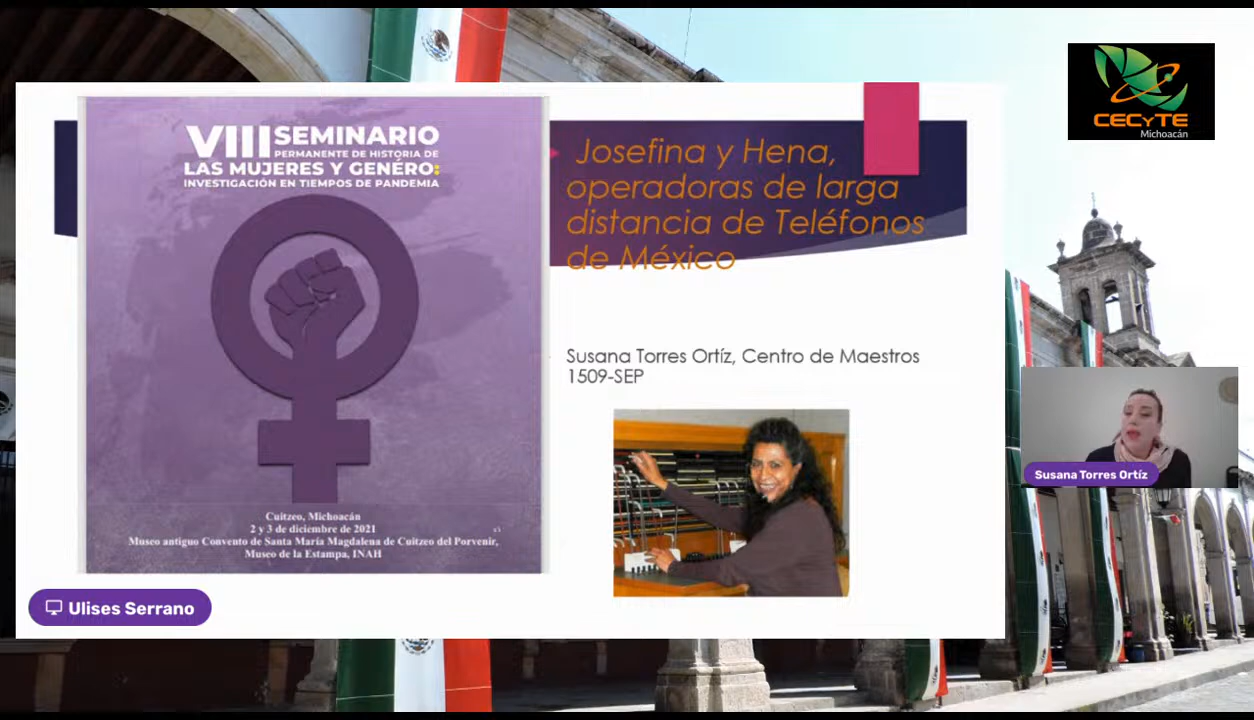 CECyTE
Michoacán
VIII SEMINARIO
PERMANENTE DE HISTORIA DE
LAS MUJERES Y GENÉRO:
INVESTIGACIÓN EN TIEMPOS DE PANDEMIA
Cuitzeo, Michoacán
2 y 3 de diciembre de 2021
Museo antiguo Convento de Santa María Magdalena de Cuitzeo del Porvenir,
Museo de la Estampa, INAH
Josefina y Hena,
operadoras de larga
distancia de Teléfonos
de México
Susana Torres Ortíz, Centro de Maestros
1509-SEP
Susana Torres Ortíz
Ulises Serrano